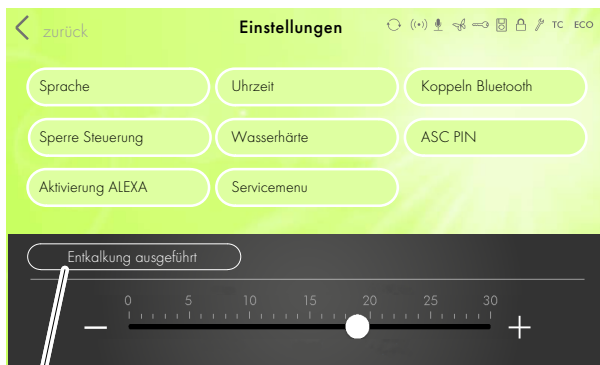 zurück Einstellungen TC ECO
Sprache Uhrzeit Koppeln Bluetooth
Sperre Steuerung Wasserhärte ASC PIN
Aktivierung ALEXA Servicemenu
Entkalkung ausgeführt
0 5 10 15 20 25 30